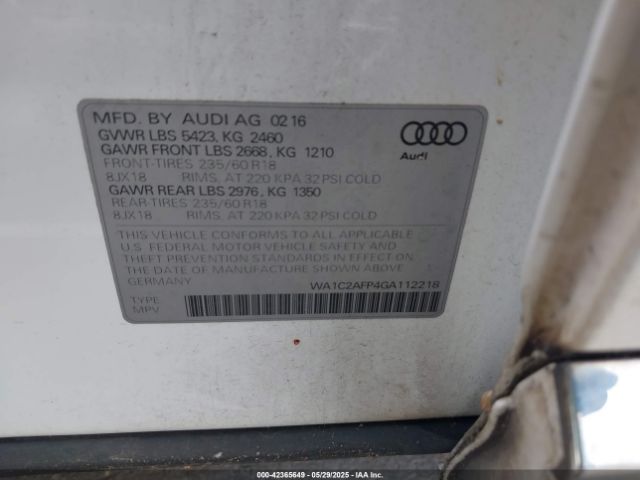 MFD. BY AUDI AG 02 16
GVWR LBS 5423, KG 2460
GAWR FRONT LBS 2668, KG 1210
FRONT-TIRES 235/60 R18
8JX18 RIMS, AT 220 KPA 32 PSI COLD
GAWR REAR LBS 2976, KG 1350
REAR-TIRES 235/60 R18
8JX18 RIMS, AT 220 KPA 32 PSI COLD
THIS VEHICLE CONFORMS TO ALL APPLICABLE
U.S. FEDERAL MOTOR VEHICLE SAFETY AND
THEFT PREVENTION STANDARDS IN EFFECT ON
THE DATE OF MANUFACTURE SHOWN ABOVE.
GERMANY
WA1C2AFP4GA112218
TYPE
MPV
Audi
000-42365649 05/29/2025 IAA Inc. All Rights Reserved.